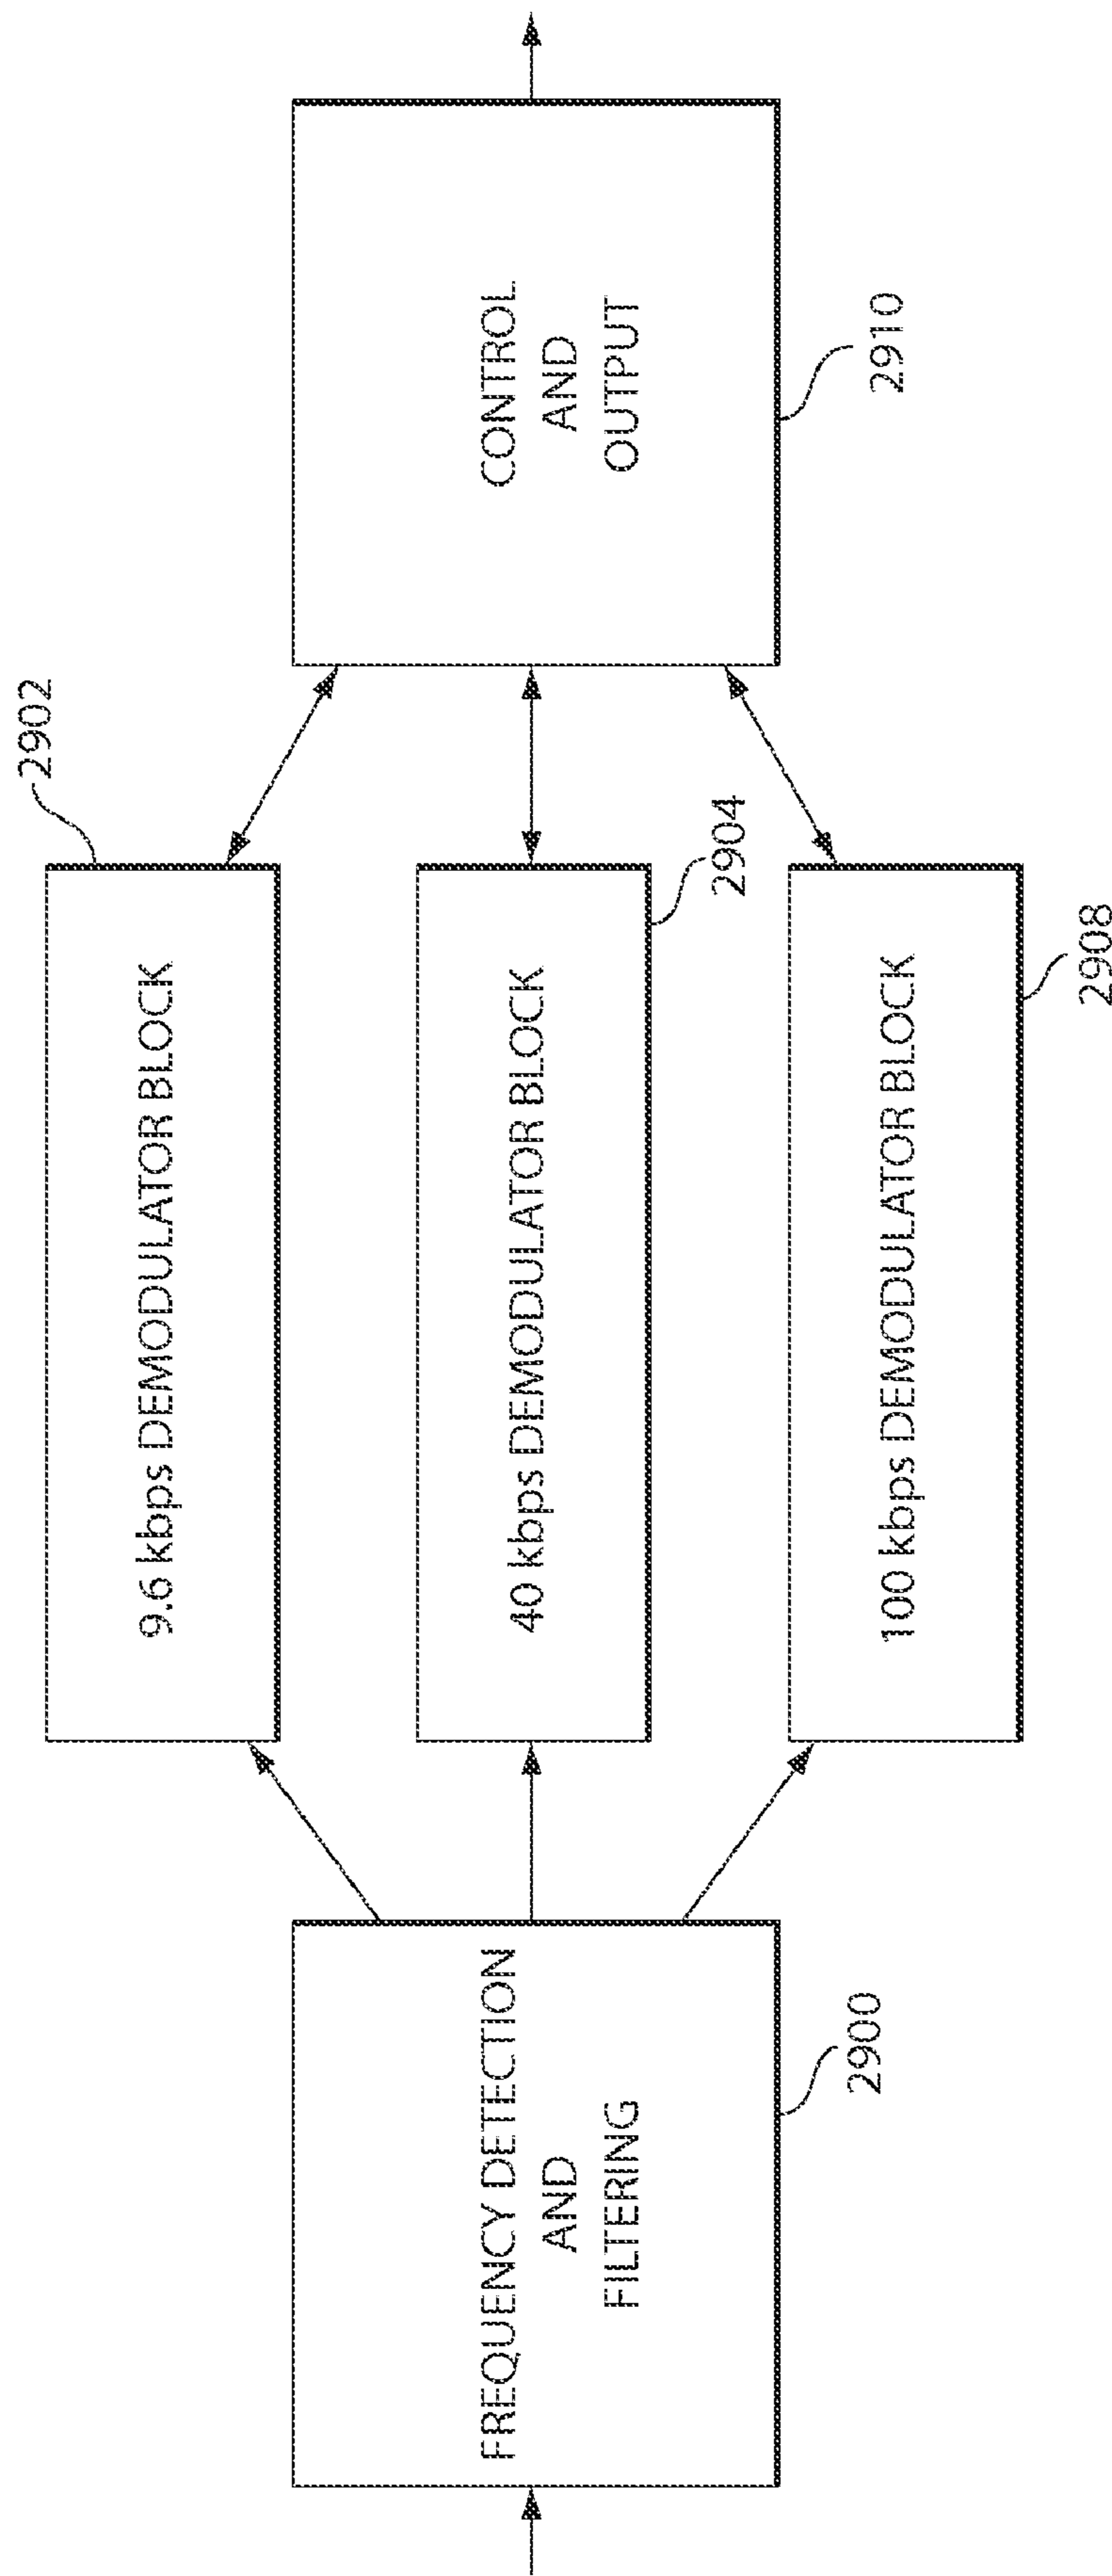 FREQUENCY DETECTION
AND
FILTERING
2900
9.6 kbps DEMODULATOR BLOCK
2902
40 kbps DEMODULATOR BLOCK
2904
100 kbps DEMODULATOR BLOCK
2908
CONTROL
AND
OUTPUT
2910